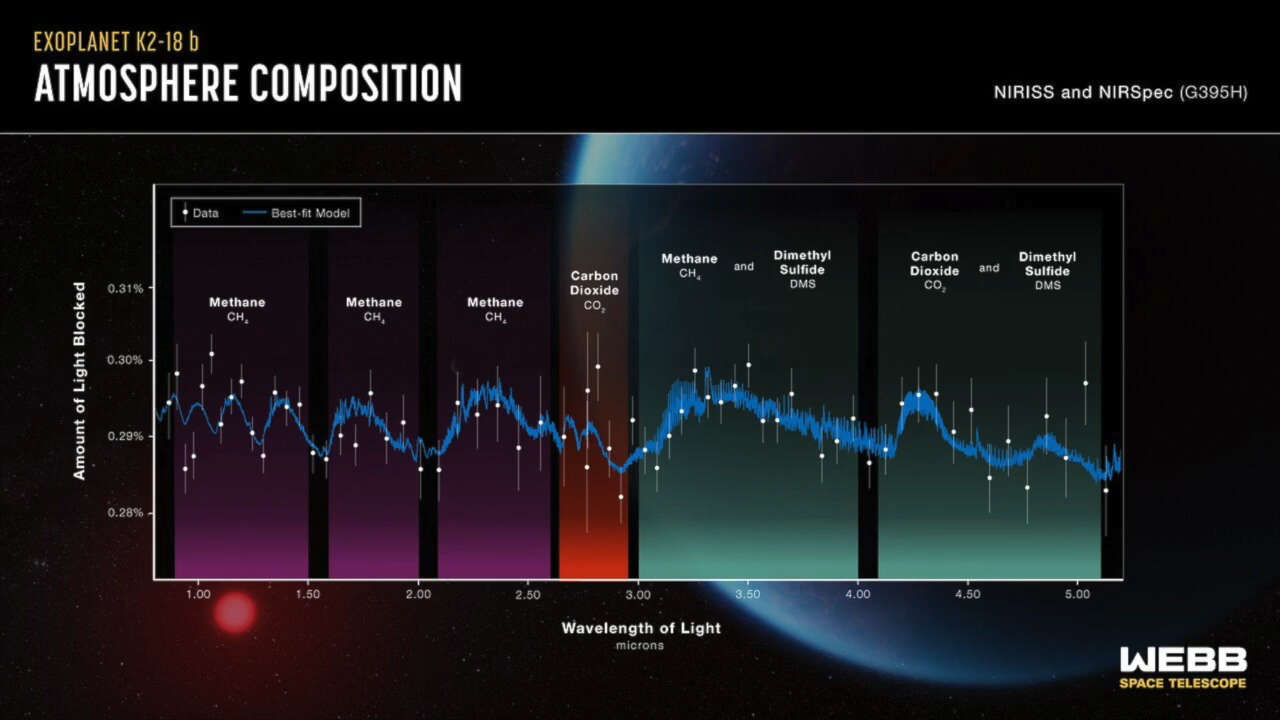 EXOPLANET K2-18 b
ATMOSPHERE COMPOSITION
NIRISS and NIRSpec (G395H)
Data
Best-fit Model
Amount of Light Blocked
0.31%
0.30%
0.29%
0.28%
Methane
CH₄
Methane
CH₄
Methane
CH₄
Carbon
Dioxide
CO₂
Methane
CH₄
and
Dimethyl
Sulfide
DMS
Carbon
Dioxide
CO₂
and
Dimethyl
Sulfide
DMS
1.00 1.50 2.00 2.50 3.00 3.50 4.00 4.50 5.00
Wavelength of Light
microns
WEBB
SPACE TELESCOPE